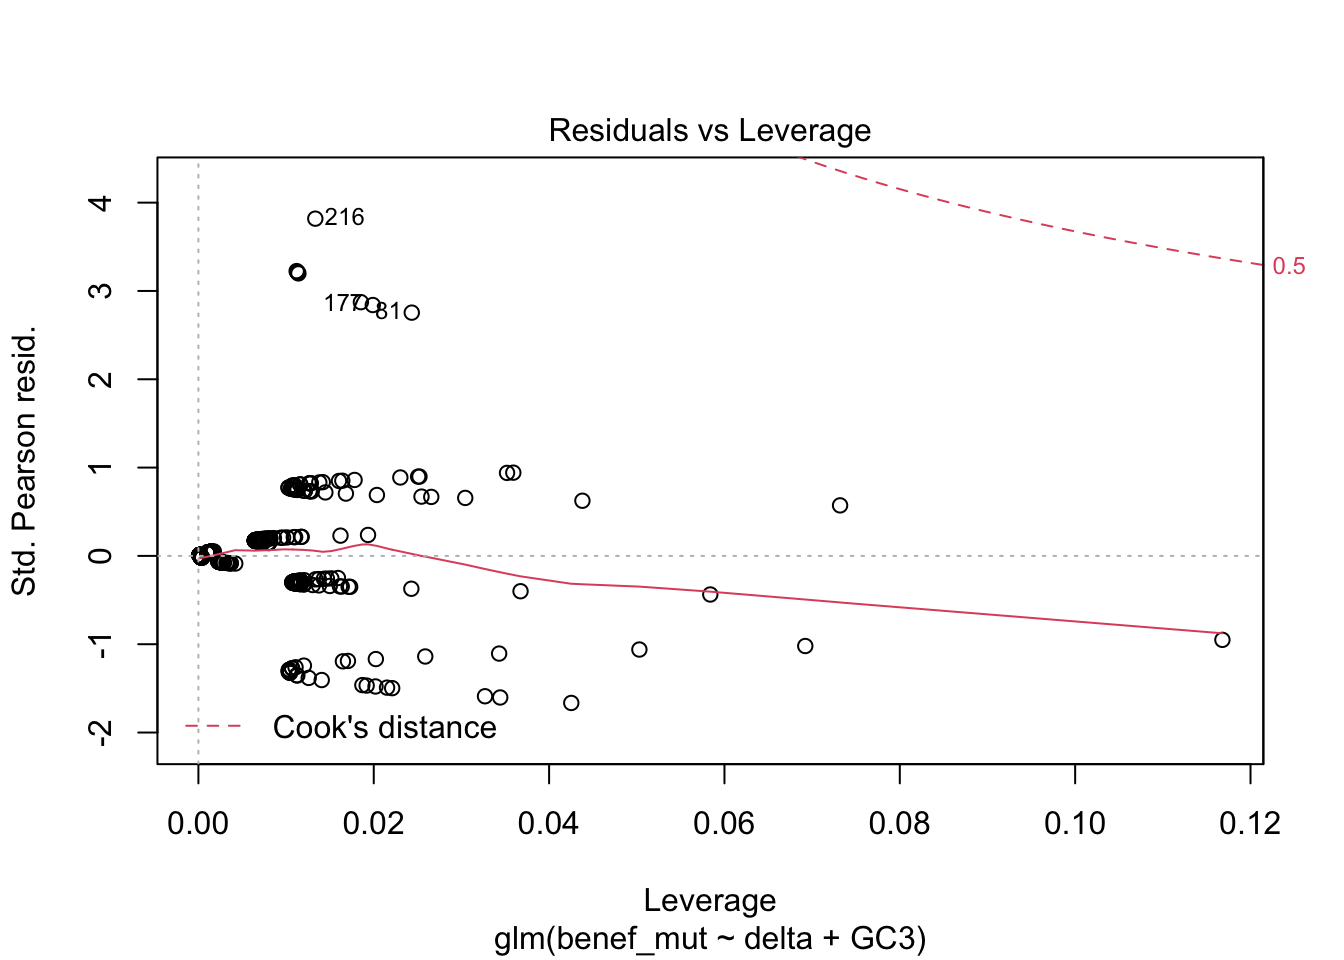 Residuals vs Leverage
Std. Pearson resid.
4
3
2
1
0
-1
-2
216
177
81
0.5
Cook's distance
0.00 0.02 0.04 0.06 0.08 0.10 0.12
Leverage
glm(benef_mut ~ delta + GC3)